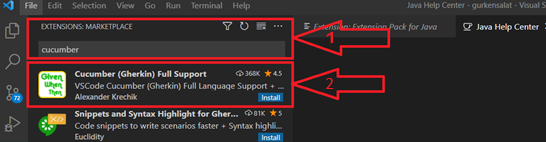 File Edit Selection View Go Run Terminal Help Java Help Center - gurkensalat - Visual S
EXTENSIONS: MARKETPLACE
Extension: Extension Pack for Java
Java Help Center
1
cucumber
Cucumber (Gherkin) Full Support 368K 4.5
VSCode Cucumber (Gherkin) Full Language Support + ...
Alexander Krechik Install
Given
When
Then
2
72
Snippets and Syntax Highlight for Gher... 81K 5
Code snippets to write scenarios faster + Syntax highli...
Euclidity Install